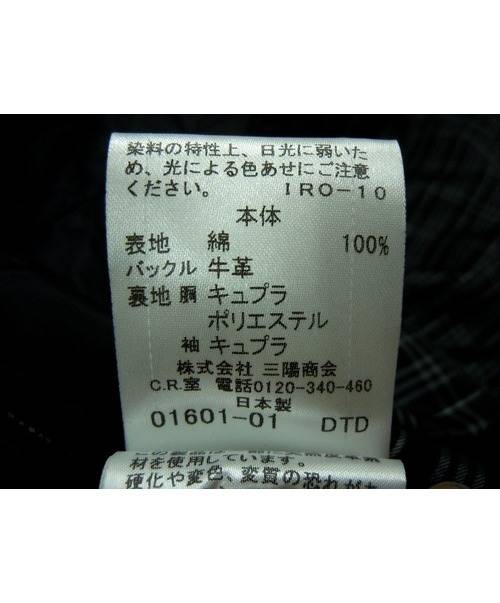 染料の特性上、日光に弱いた
め、光による色あせにご注意
ください。 IRO-10
本体
表地 綿 100%
バックル 牛革
裏地 胴 キュプラ
ポリエステル
袖 キュプラ
株式会社 三陽商会
C.R.室 電話0120-340-460
日本製
01601-01 DTD
材を使用しています。
硬化や変色、変質の恐れが